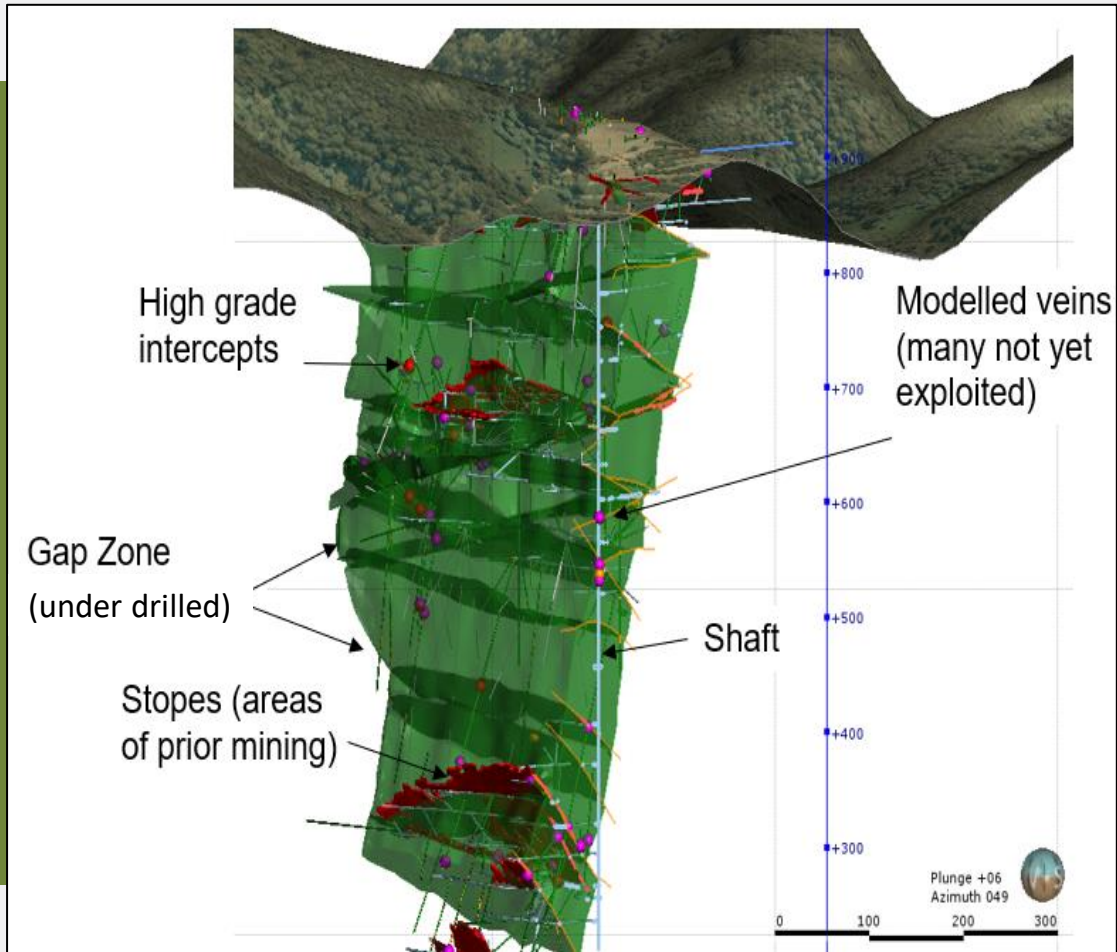 +900
+800
High grade
intercepts
Modelled veins
(many not yet
exploited)
+700
+600
Gap Zone
(under drilled)
+500
Shaft
Stopes (areas
of prior mining)
+400
+300
Plunge +06
Azimuth 049
0 100 200 300